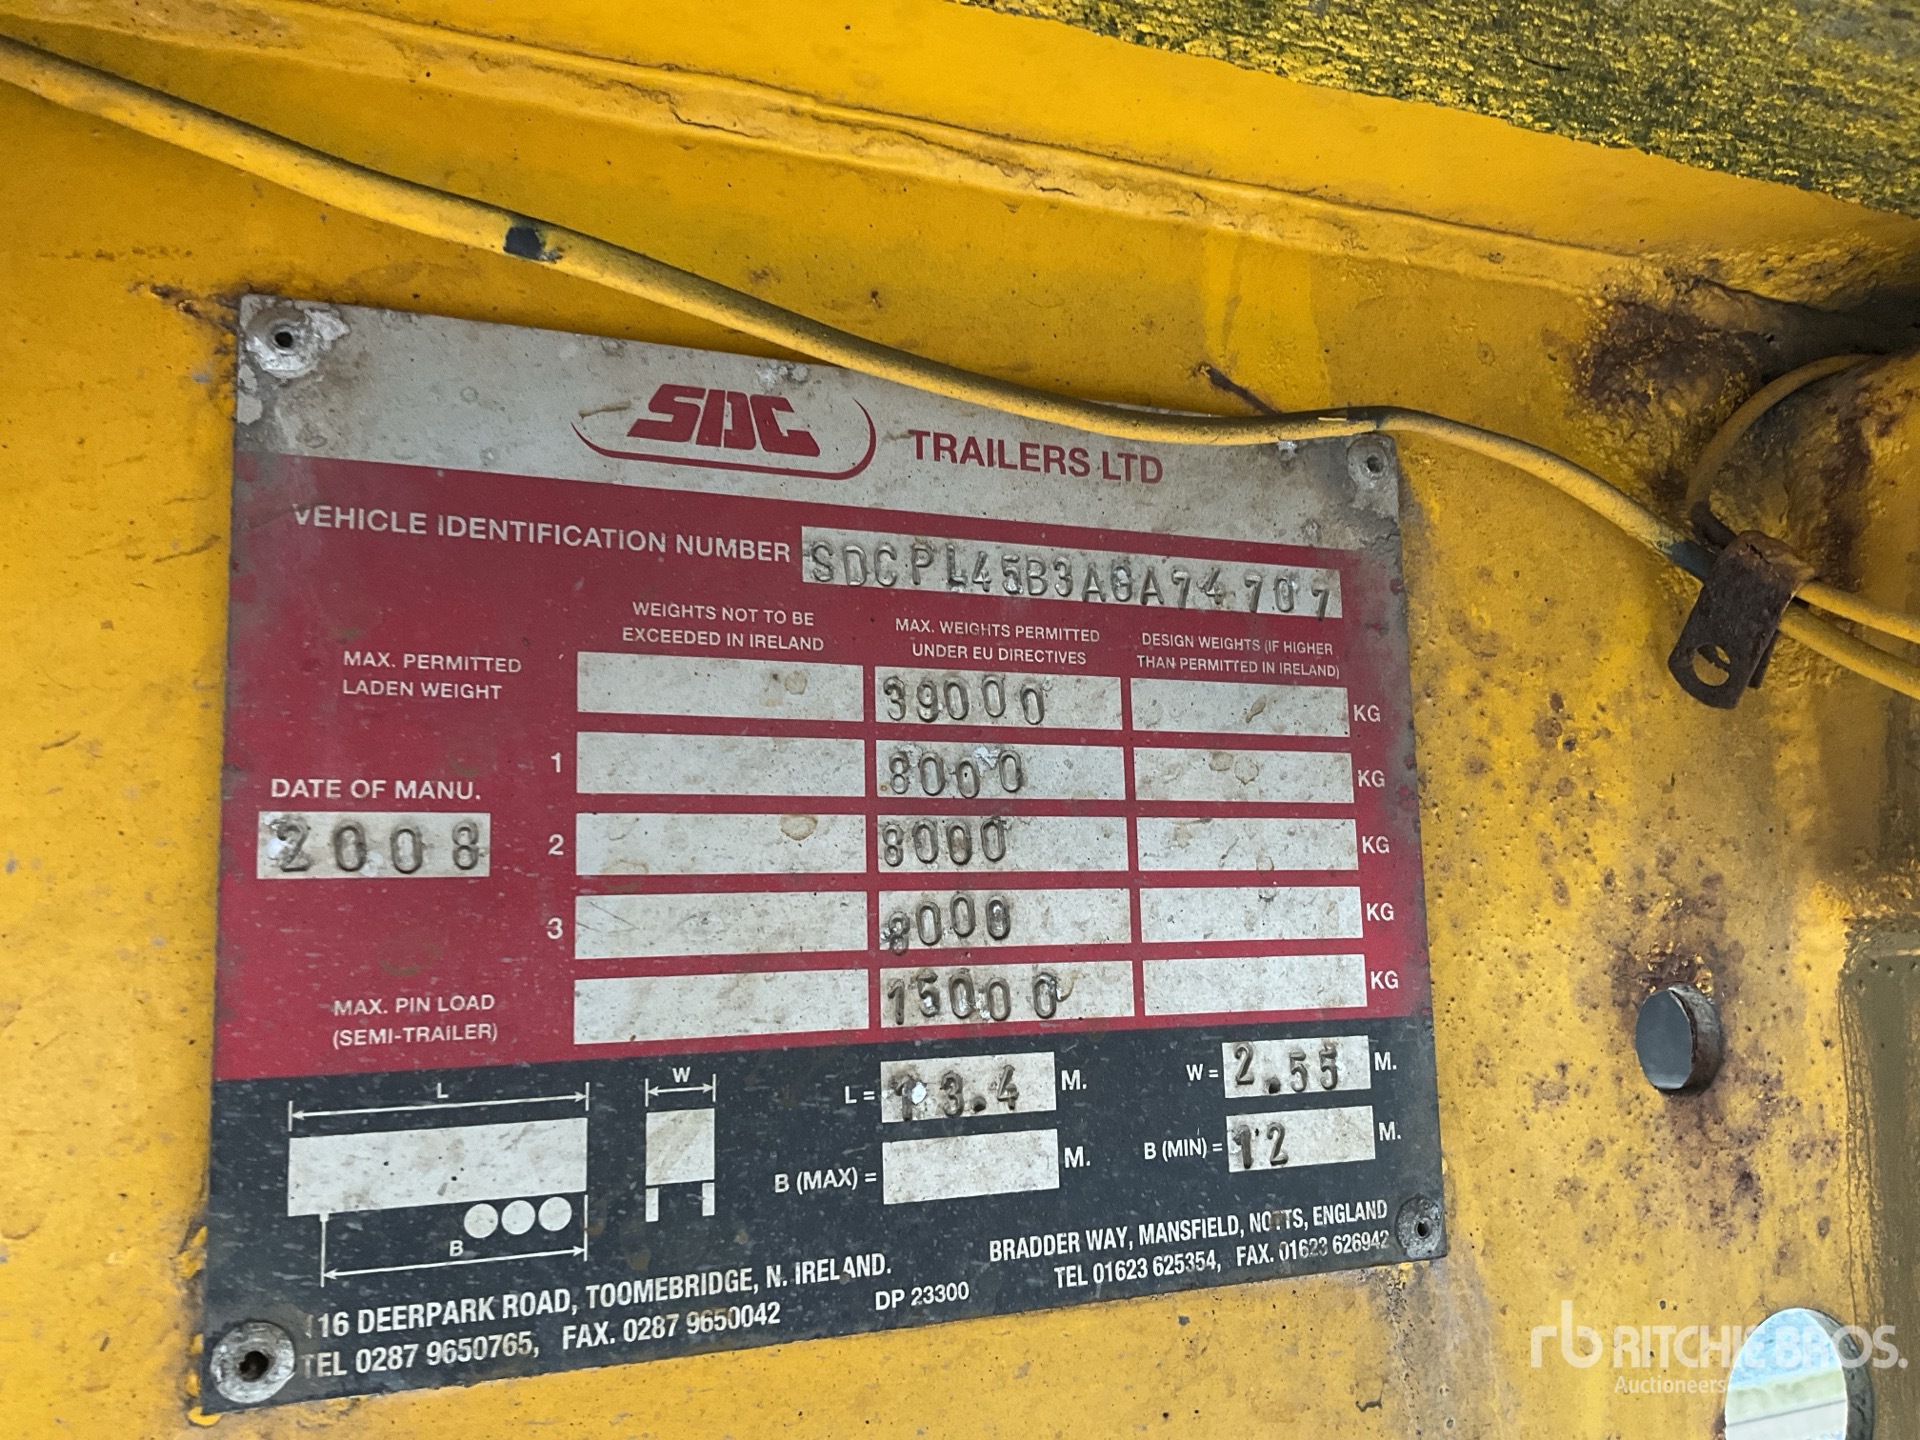 SDC TRAILERS LTD
VEHICLE IDENTIFICATION NUMBER SDCPL45B3AGA74707
WEIGHTS NOT TO BE EXCEEDED IN IRELAND
MAX. WEIGHTS PERMITTED UNDER EU DIRECTIVES
DESIGN WEIGHTS (IF HIGHER THAN PERMITTED IN IRELAND)
MAX. PERMITTED LADEN WEIGHT 39000 KG
1 8000 KG
DATE OF MANU.
2008
2 8000 KG
3 8000 KG
MAX. PIN LOAD (SEMI-TRAILER) 15000 KG
L W
L = 13.4 M. W = 2.55 M.
B (MAX) = M. B (MIN) = 12 M.
B
116 DEERPARK ROAD, TOOMEBRIDGE, N. IRELAND.
TEL 0287 9650765, FAX. 0287 9650042
DP 23300
BRADDER WAY, MANSFIELD, NOTTS, ENGLAND
TEL 01623 625354, FAX. 01623 626942
rb RITCHIE BROS.
Auctioneers